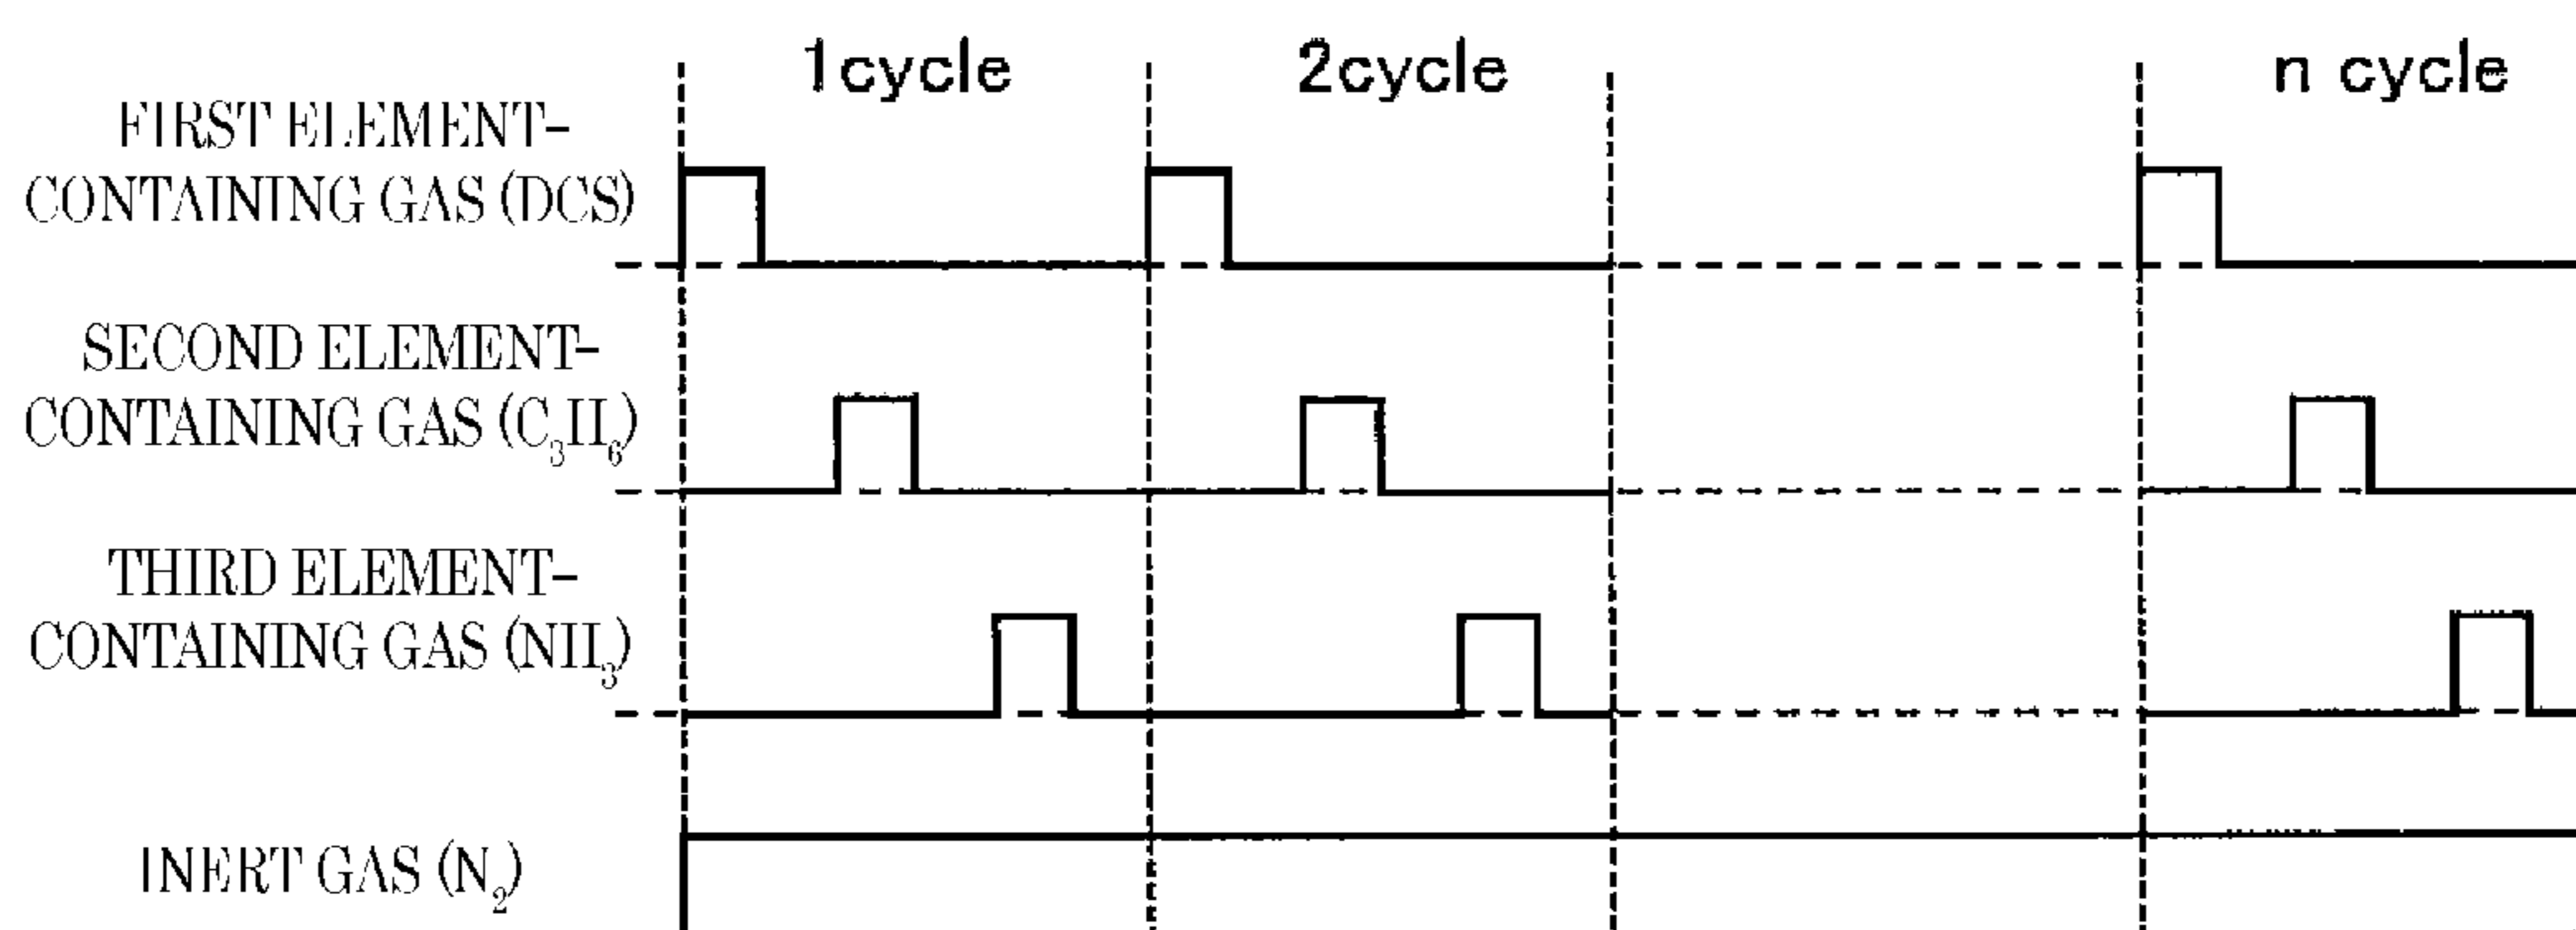 1cycle 2cycle n cycle
FIRST ELEMENT-
CONTAINING GAS (DCS)
SECOND ELEMENT-
CONTAINING GAS (C₃H₆)
THIRD ELEMENT-
CONTAINING GAS (NH₃)
INERT GAS (N₂)